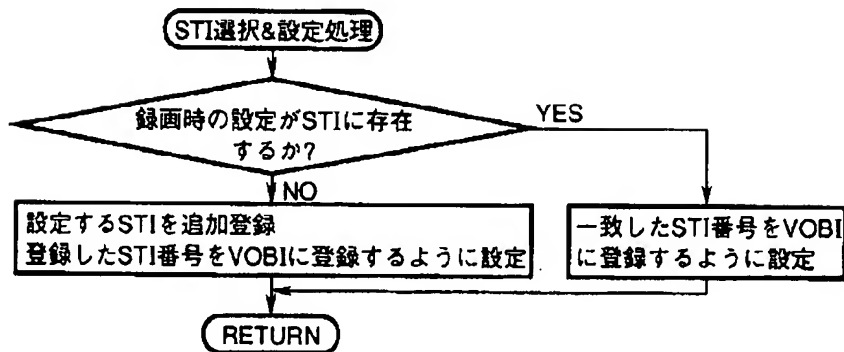 STI選択&設定処理
録画時の設定がSTIに存在
するか?
YES
NO
設定するSTIを追加登録
登録したSTI番号をVOBIに登録するように設定
一致したSTI番号をVOBI
に登録するように設定
RETURN